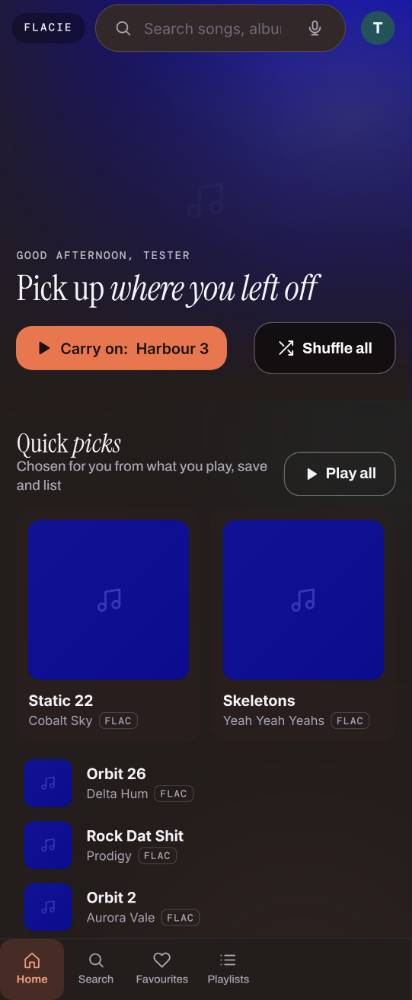 FLACIE
Search songs, albu
T
GOOD AFTERNOON, TESTER
Pick up where you left off
Carry on: Harbour 3
Shuffle all
Quick picks
Chosen for you from what you play, save
and list
Play all
Static 22
Cobalt Sky FLAC
Skeletons
Yeah Yeah Yeahs FLAC
Orbit 26
Delta Hum FLAC
Rock Dat Shit
Prodigy FLAC
Orbit 2
Aurora Vale FLAC
Home
Search
Favourites
Playlists